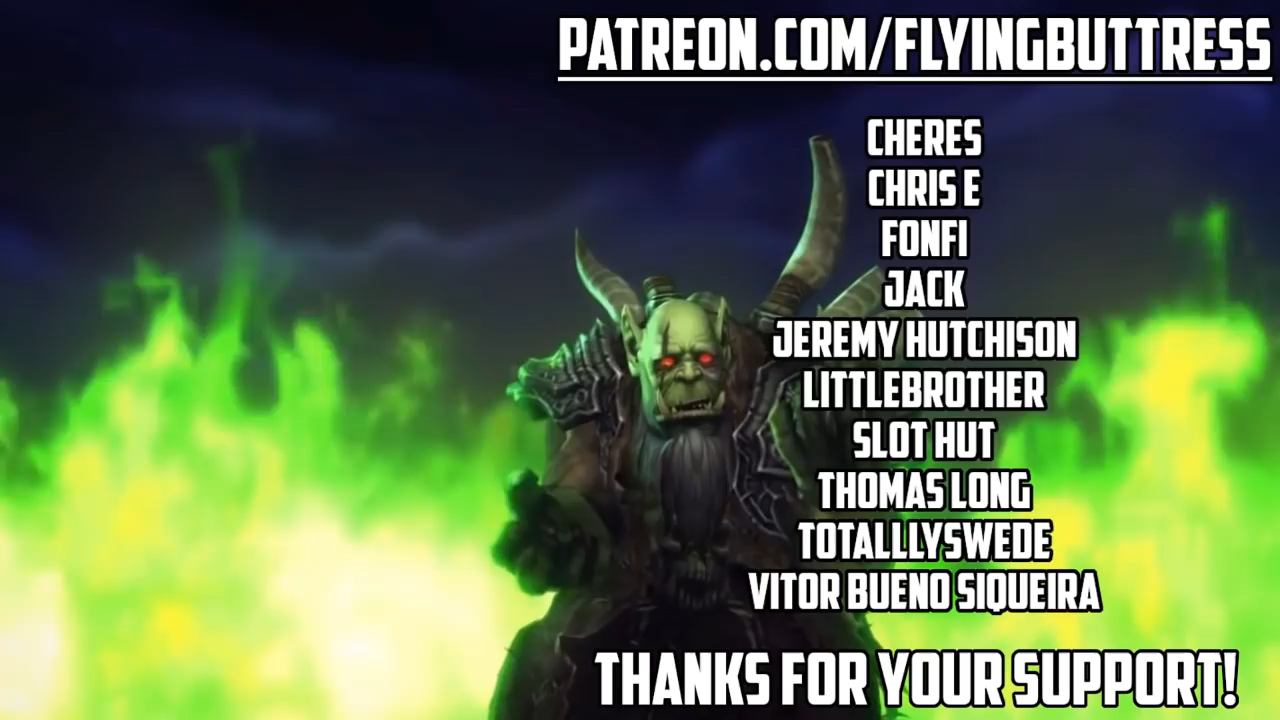 PATREON.COM/FLYINGBUTTRESS
CHERES
CHRIS E
FONFI
JACK
JEREMY HUTCHISON
LITTLEBROTHER
SLOT HUT
THOMAS LONG
TOTALLLYSWEDE
VITOR BUENO SIQUEIRA
THANKS FOR YOUR SUPPORT!